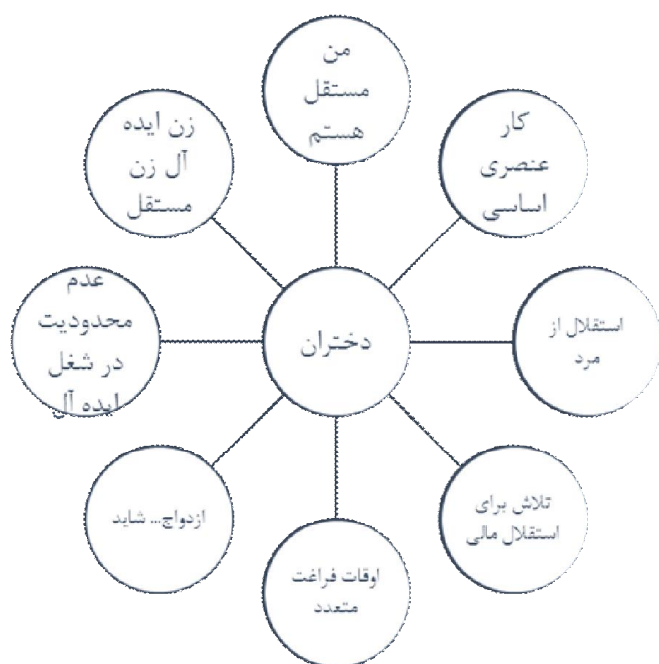 من
مستقل
هستم
کار
عنصری
اساسی
استقلال از
مرد
تلاش برای
استقلال مالی
اوقات فراغت
متعدد
ازدواج... شاید
عدم
محدودیت
در شغل
ایده آل
زن ایده
آل زن
مستقل
دختران